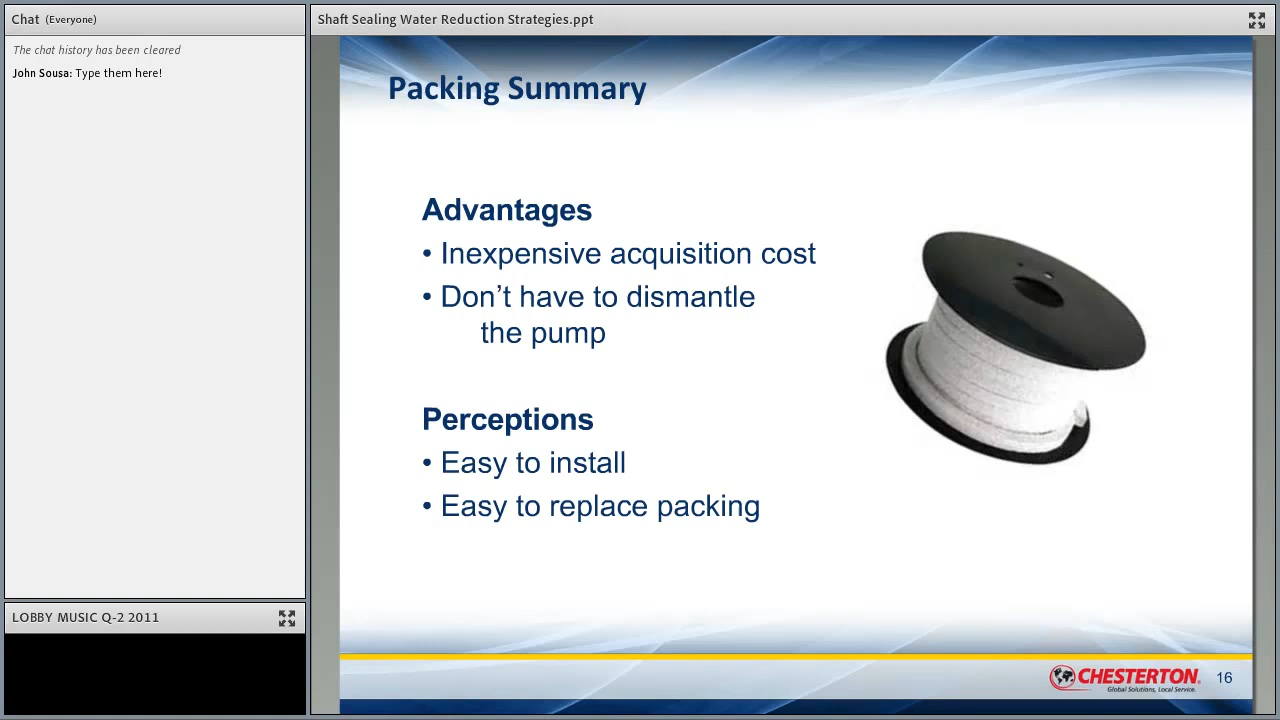 Chat (Everyone)
The chat history has been cleared
John Sousa: Type them here!
LOBBY MUSIC Q-2 2011
Shaft Sealing Water Reduction Strategies.ppt
Packing Summary
Advantages
• Inexpensive acquisition cost
• Don’t have to dismantle
the pump
Perceptions
• Easy to install
• Easy to replace packing
CHESTERTON®
Global Solutions, Local Service.
16